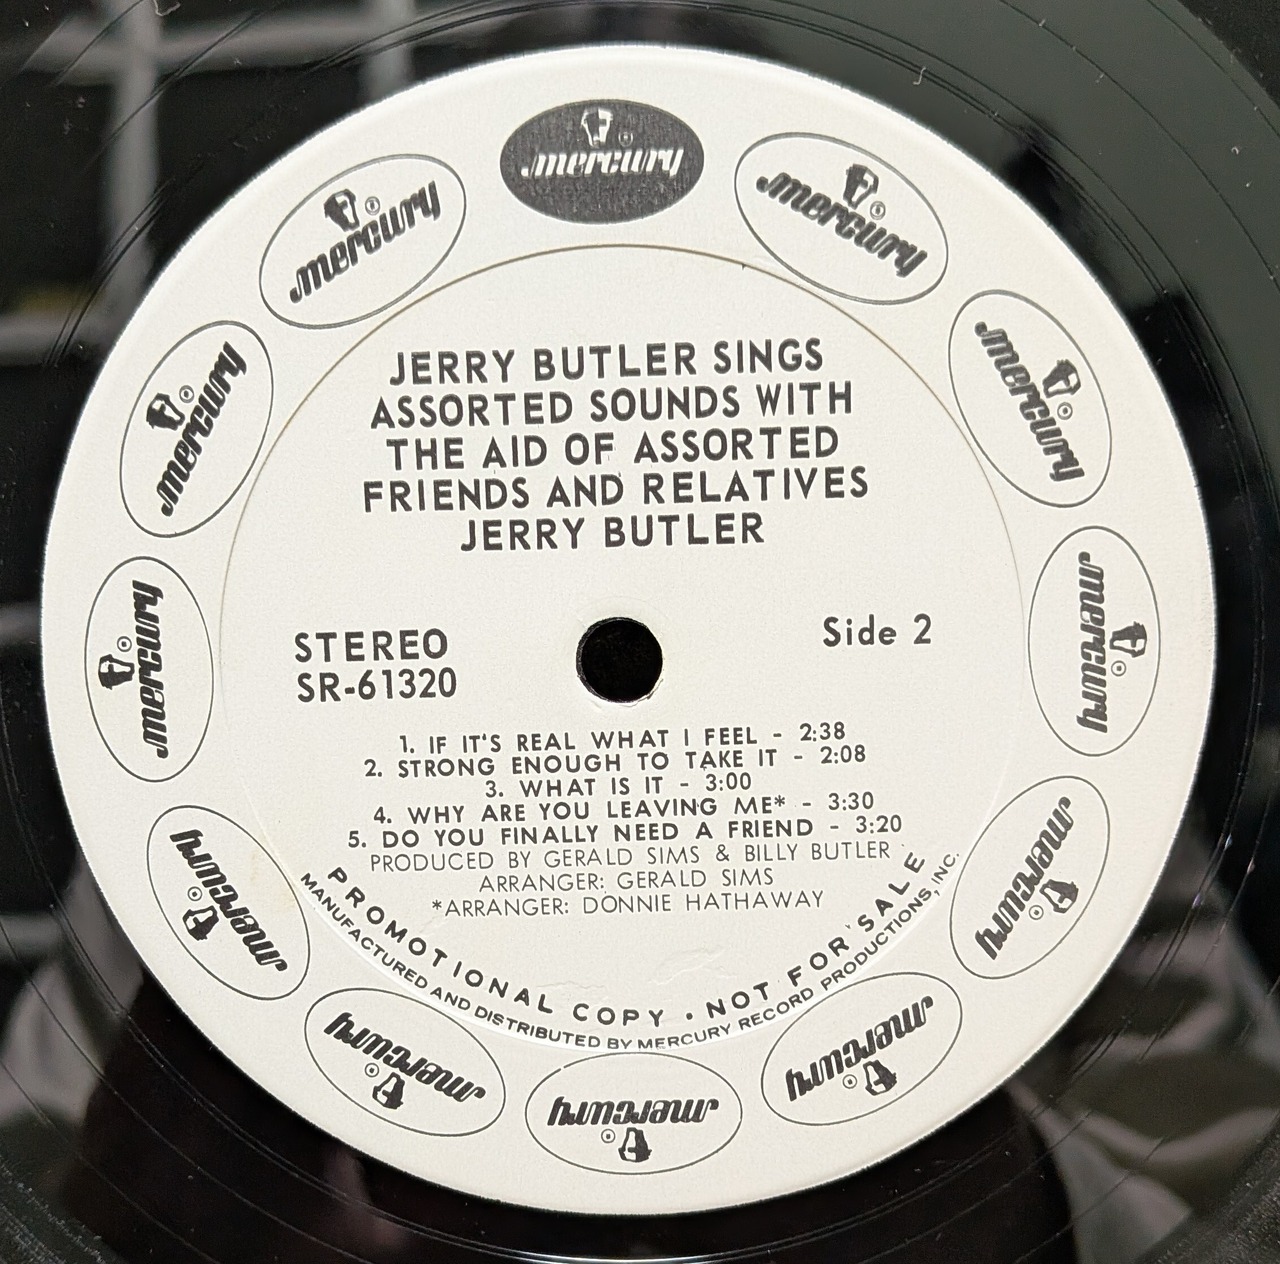 mercury
mercury
mercury
mercury
mercury
mercury
mercury
mercury
mercury
mercury
mercury
mercury
JERRY BUTLER SINGS
ASSORTED SOUNDS WITH
THE AID OF ASSORTED
FRIENDS AND RELATIVES
JERRY BUTLER
STEREO
SR-61320
Side 2
1. IF IT'S REAL WHAT I FEEL - 2:38
2. STRONG ENOUGH TO TAKE IT - 2:08
3. WHAT IS IT - 3:00
4. WHY ARE YOU LEAVING ME* - 3:30
5. DO YOU FINALLY NEED A FRIEND - 3:20
PRODUCED BY GERALD SIMS & BILLY BUTLER
ARRANGER: GERALD SIMS
*ARRANGER: DONNIE HATHAWAY
PROMOTIONAL COPY • NOT FOR SALE
MANUFACTURED AND DISTRIBUTED BY MERCURY RECORD PRODUCTIONS, INC.